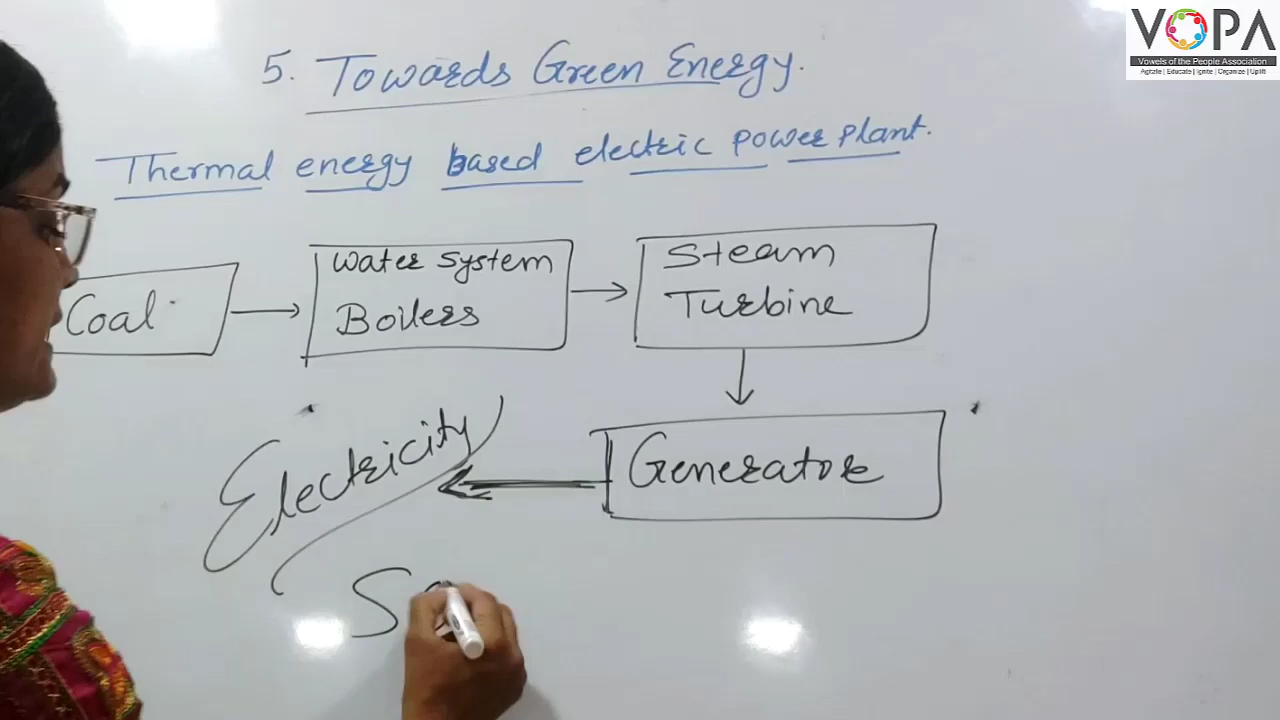 VOPA
Vowels of the People Association
Agitate | Educate | Ignite | Organize | Uplift
5. Towards Green Energy.
Thermal energy based electric power plant.
Coal
Water system
Boilers
Steam
Turbine
Generator
Electricity